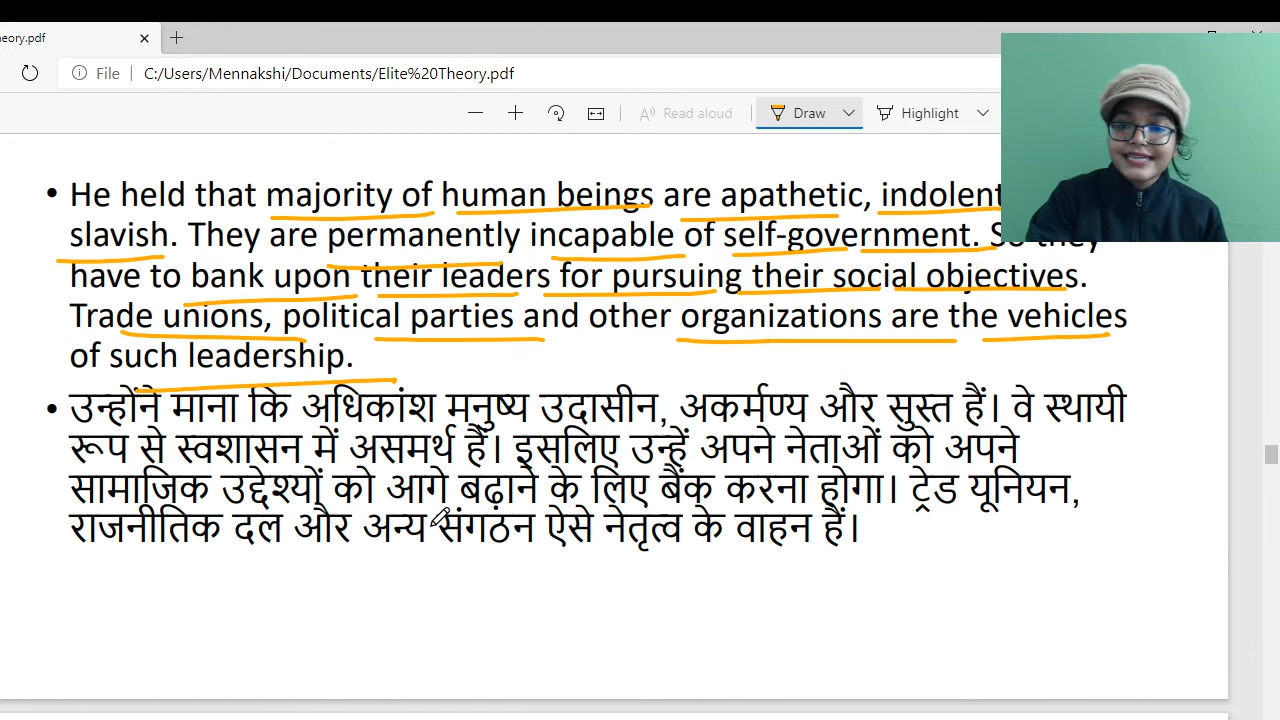 eory.pdf
File
C:/Users/Mennakshi/Documents/Elite%20Theory.pdf
Read aloud
Draw
Highlight
• He held that majority of human beings are apathetic, indolent
slavish. They are permanently incapable of self-government. So they
have to bank upon their leaders for pursuing their social objectives.
Trade unions, political parties and other organizations are the vehicles
of such leadership.
• उन्होंने माना कि अधिकांश मनुष्य उदासीन, अकर्मण्य और सुस्त हैं। वे स्थायी
रूप से स्वशासन में असमर्थ हैं। इसलिए उन्हें अपने नेताओं को अपने
सामाजिक उद्देश्यों को आगे बढ़ाने के लिए बैंक करना होगा। ट्रेड यूनियन,
राजनीतिक दल और अन्य संगठन ऐसे नेतृत्व के वाहन हैं।